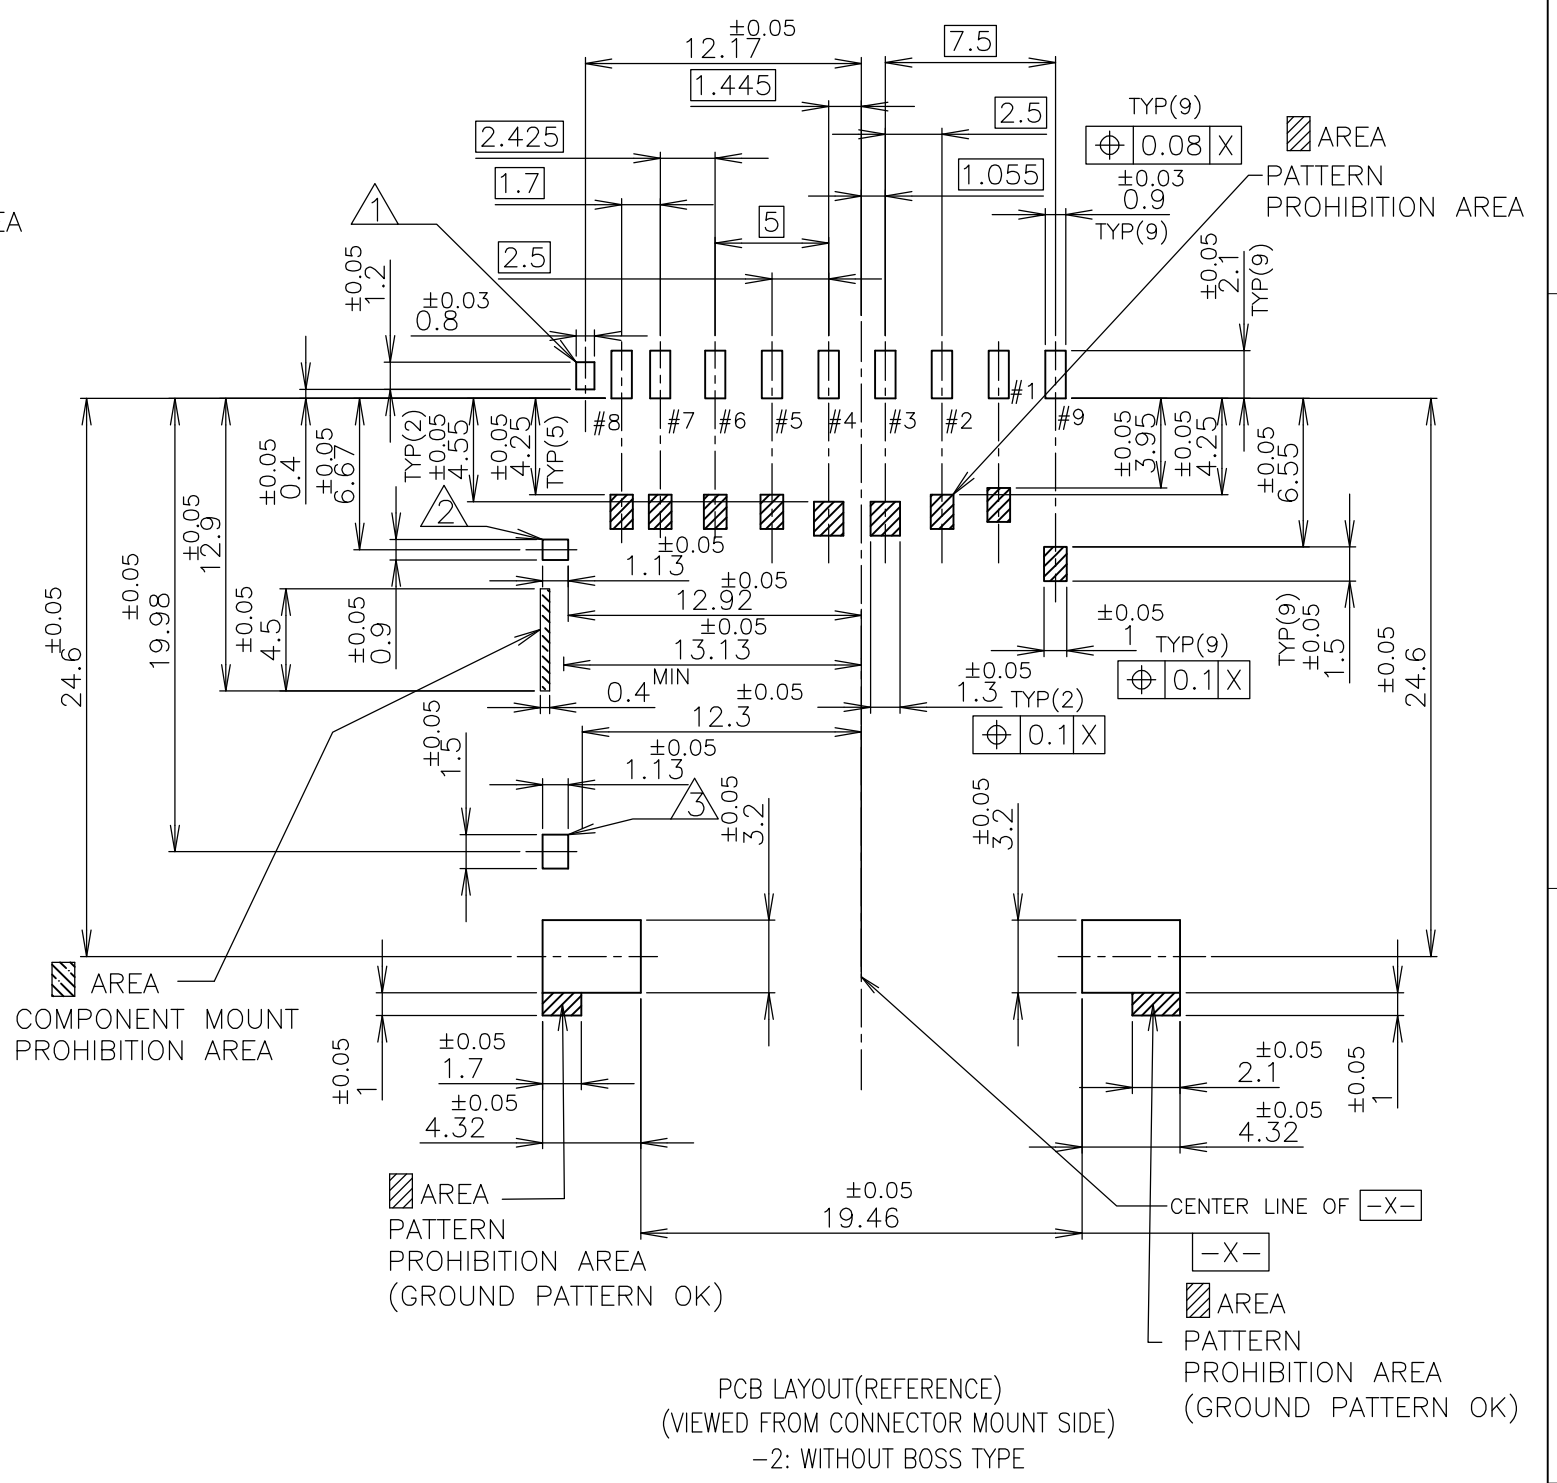 ±0.05
12.17
7.5
1.445
2.5
TYP(9)
⌖ 0.08 X
AREA
PATTERN
PROHIBITION AREA
2.425
1.7
1.055
±0.03
0.9
TYP(9)
EA
1
5
2.5
±0.05
1.2
±0.03
0.8
±0.05
2.1
TYP(9)
#8
#7
#6
#5
#4
#3
#2
#1
#9
±0.05
0.4
±0.05
6.67
TYP(2)
±0.05
4.55
±0.05
4.25
TYP(5)
±0.05
3.95
±0.05
4.25
±0.05
6.55
2
±0.05
12.9
±0.05
19.98
±0.05
24.6
±0.05
4.5
±0.05
0.9
±0.05
1.13
±0.05
12.92
±0.05
13.13
MIN
0.4
±0.05
12.3
±0.05
1.3
TYP(2)
⌖ 0.1 X
±0.05
1
TYP(9)
⌖ 0.1 X
TYP(9)
±0.05
1.5
±0.05
24.6
±0.05
1.5
±0.05
1.13
3
±0.05
3.2
±0.05
3.2
AREA
COMPONENT MOUNT
PROHIBITION AREA
±0.05
1
±0.05
1.7
±0.05
4.32
±0.05
2.1
±0.05
4.32
±0.05
1
AREA
PATTERN
PROHIBITION AREA
(GROUND PATTERN OK)
±0.05
19.46
CENTER LINE OF -X-
-X-
AREA
PATTERN
PROHIBITION AREA
(GROUND PATTERN OK)
PCB LAYOUT(REFERENCE)
(VIEWED FROM CONNECTOR MOUNT SIDE)
-2: WITHOUT BOSS TYPE